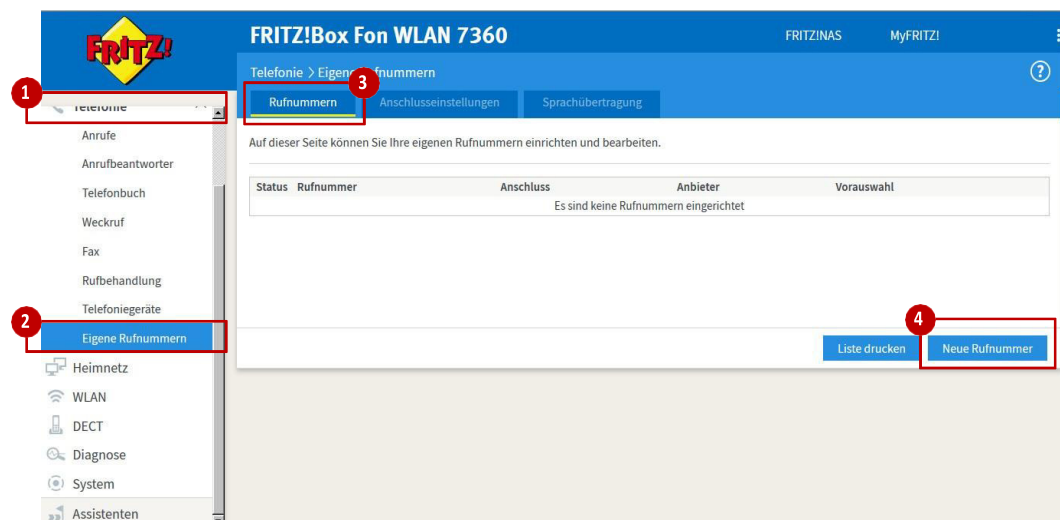 FRITZ!
FRITZ!Box Fon WLAN 7360
FRITZ!NAS
MyFRITZ!
Telefonie > Eigene Rufnummern
?
3
Rufnummern
Anschlusseinstellungen
Sprachübertragung
1
Telefonie
Anrufe
Anrufbeantworter
Telefonbuch
Weckruf
Fax
Rufbehandlung
Telefoniegeräte
2
Eigene Rufnummern
Heimnetz
WLAN
DECT
Diagnose
System
Assistenten
Auf dieser Seite können Sie Ihre eigenen Rufnummern einrichten und bearbeiten.
Status Rufnummer Anschluss Anbieter Vorauswahl
Es sind keine Rufnummern eingerichtet
4
Liste drucken
Neue Rufnummer